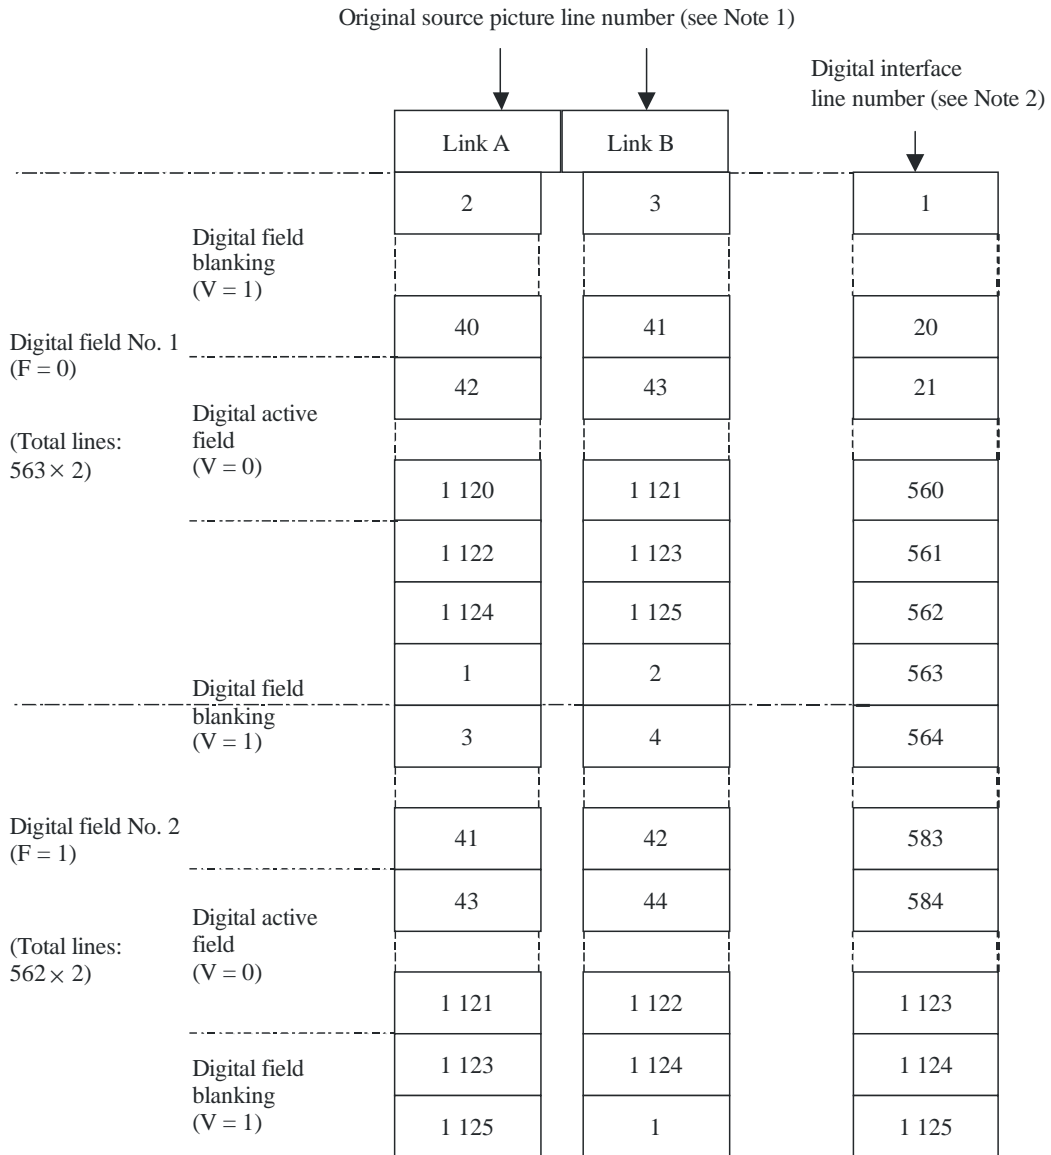 Original source picture line number (see Note 1)
Digital interface
line number (see Note 2)
Link A Link B
2 3 1
Digital field
blanking
(V = 1)
40 41 20
Digital field No. 1
(F = 0)
42 43 21
Digital active
field
(V = 0)
(Total lines:
563 × 2)
1 120 1 121 560
1 122 1 123 561
1 124 1 125 562
1 2 563
Digital field
blanking
(V = 1)
3 4 564
Digital field No. 2
(F = 1)
41 42 583
43 44 584
Digital active
field
(V = 0)
(Total lines:
562 × 2)
1 121 1 122 1 123
1 123 1 124 1 124
Digital field
blanking
(V = 1)
1 125 1 1 125